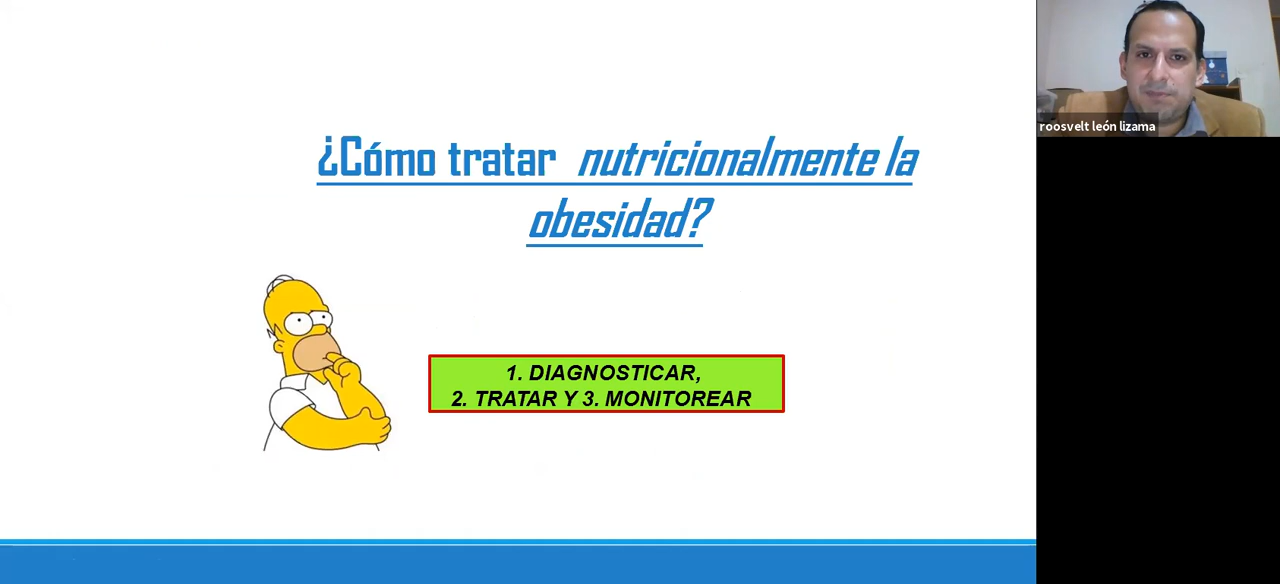 ¿Cómo tratar nutricionalmente la
obesidad?
1. DIAGNOSTICAR,
2. TRATAR Y 3. MONITOREAR
roosvelt león lizama